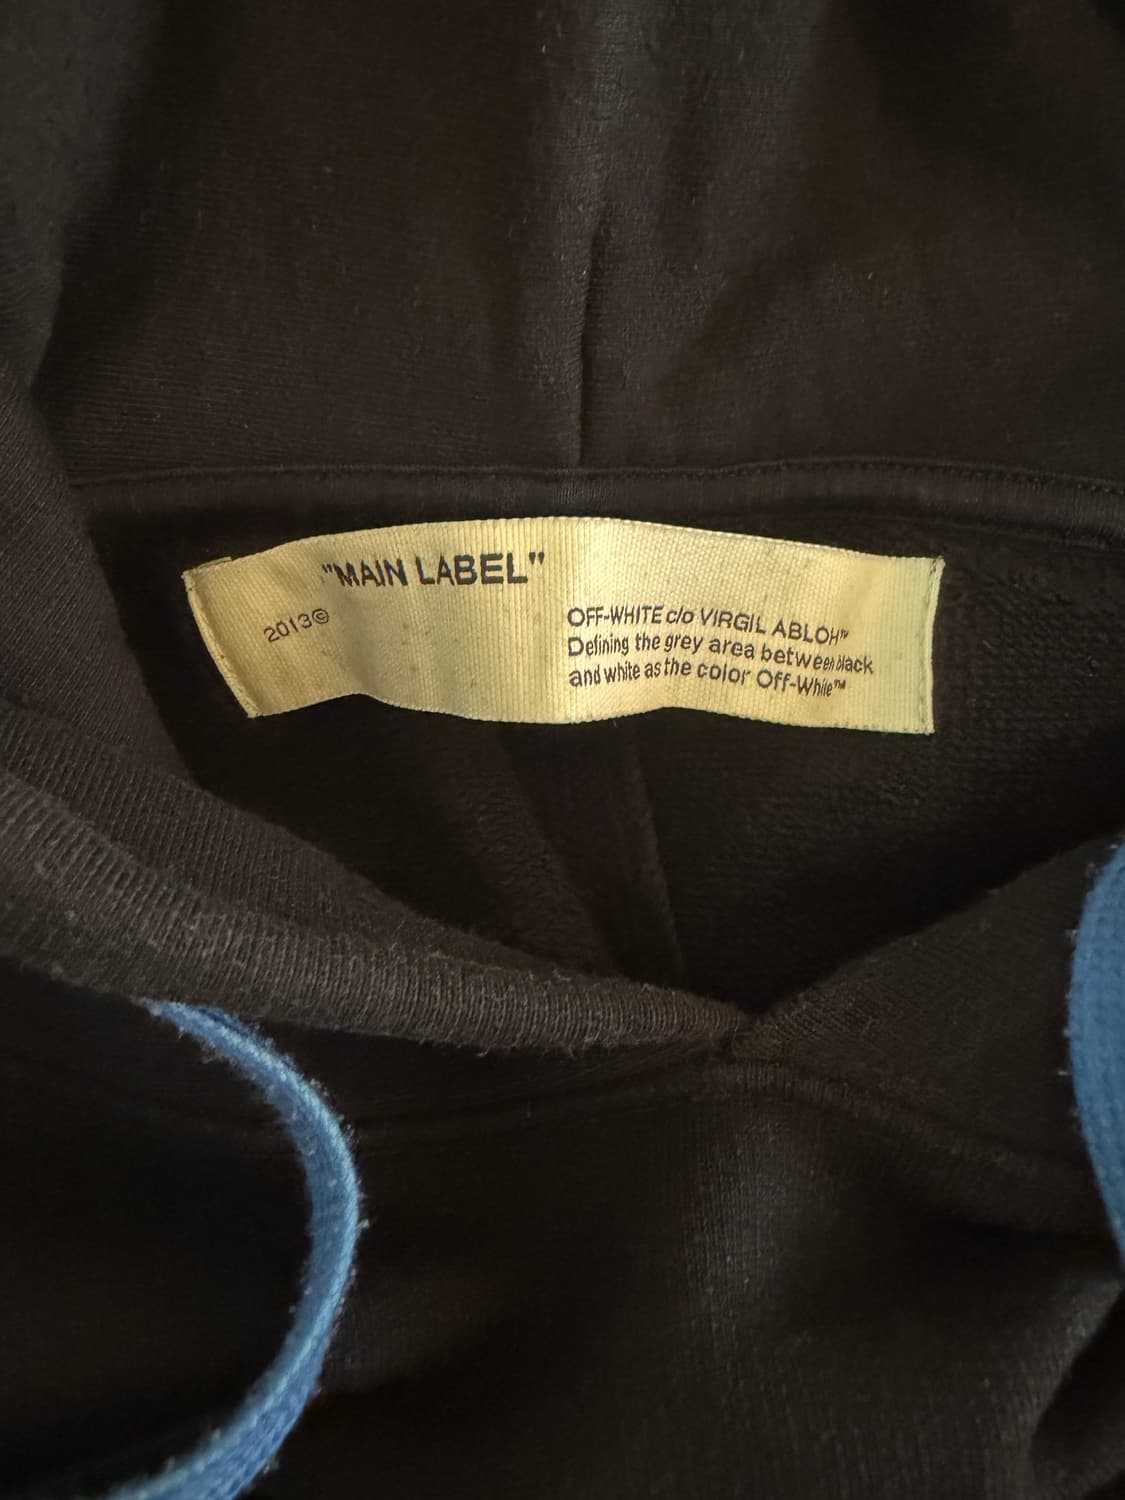 "MAIN LABEL"
2013©
OFF-WHITE c/o VIRGIL ABLOH™
Defining the grey area between black
and white as the color Off-White™